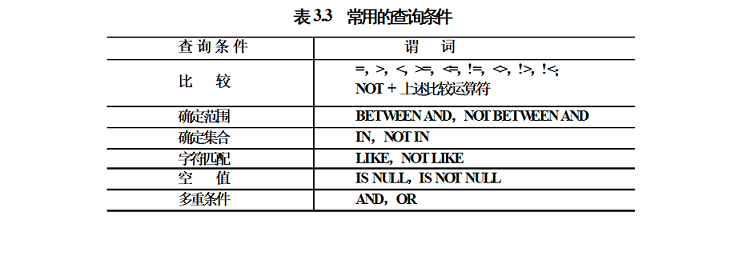 表 3.3 常用的查询条件
查询条件 谓 词
比 较 =，>，<，>=，<=，!=，<>，!>，!<；
NOT + 上述比较运算符
确定范围 BETWEEN AND，NOT BETWEEN AND
确定集合 IN，NOT IN
字符匹配 LIKE，NOT LIKE
空 值 IS NULL，IS NOT NULL
多重条件 AND，OR